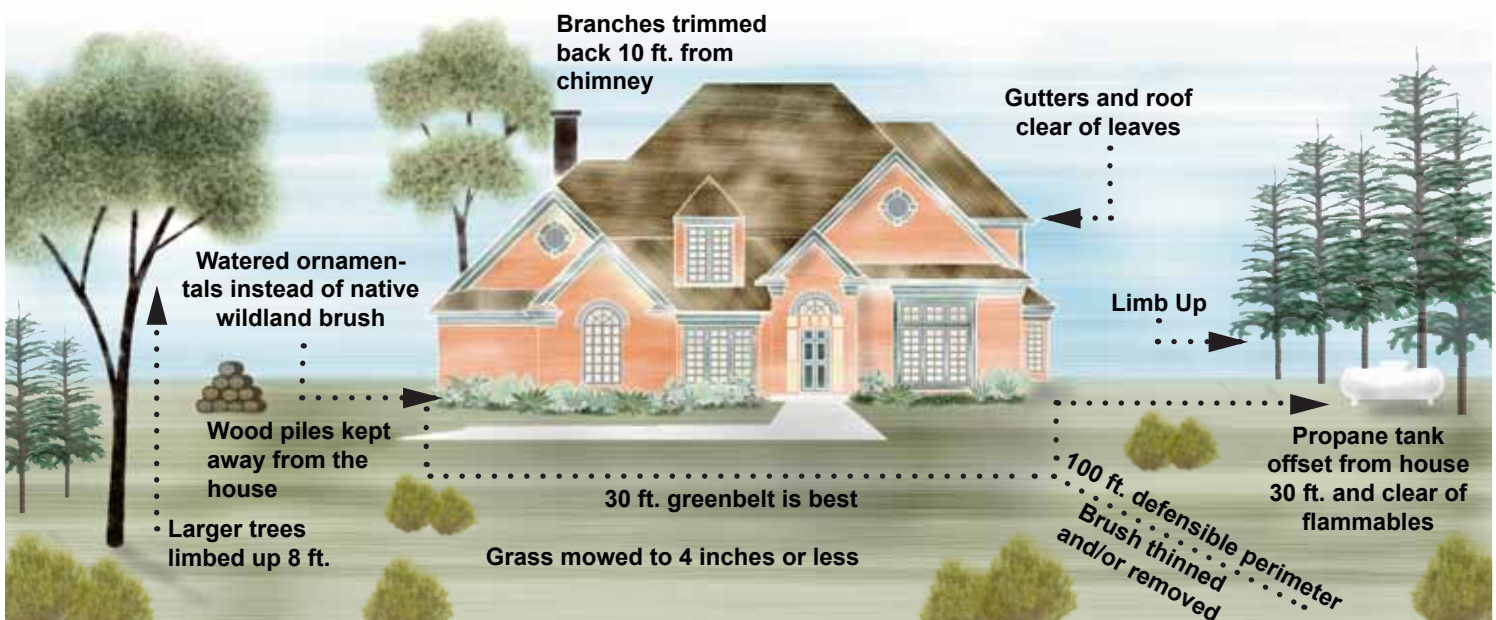 Branches trimmed
back 10 ft. from
chimney
Gutters and roof
clear of leaves
Watered ornamen-
tals instead of native
wildland brush
Limb Up
Wood piles kept
away from the
house
Larger trees
limbed up 8 ft.
30 ft. greenbelt is best
Grass mowed to 4 inches or less
100 ft. defensible perimeter
Brush thinned
and/or removed
Propane tank
offset from house
30 ft. and clear of
flammables